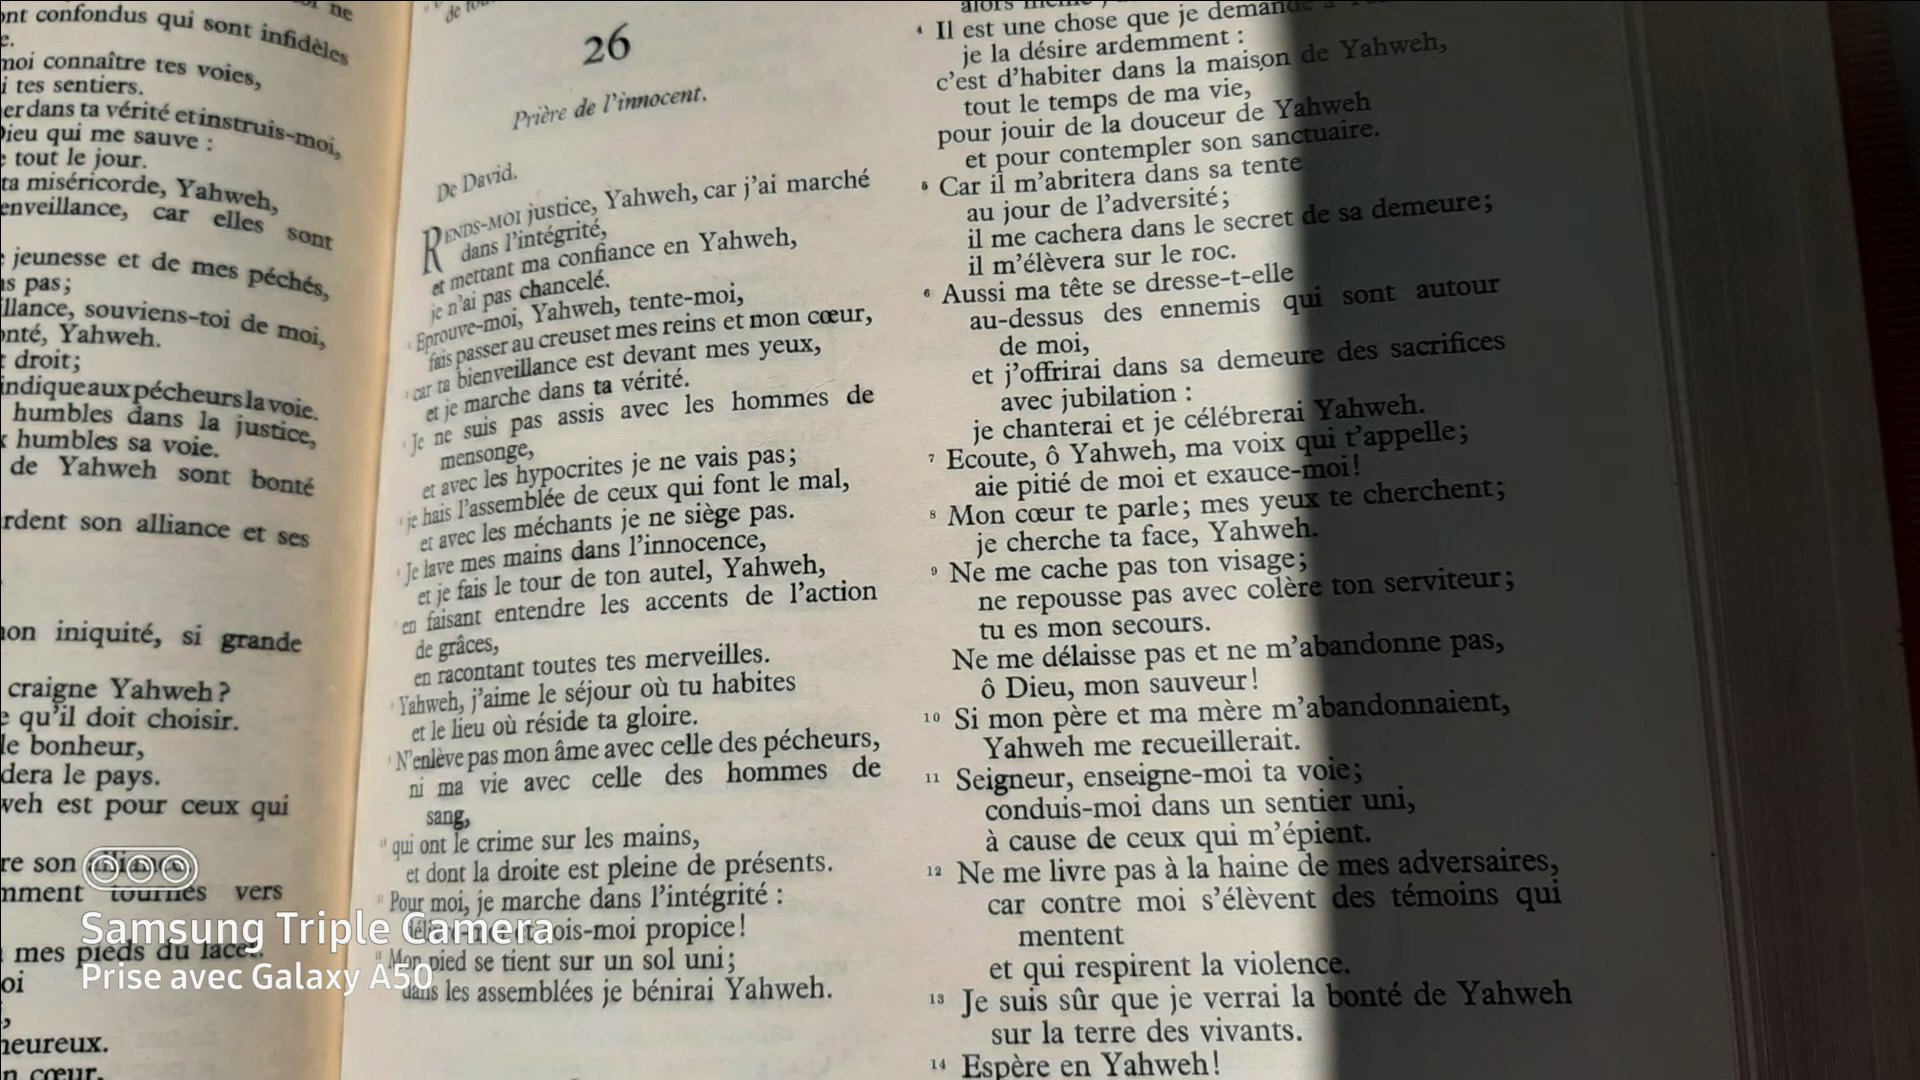 ne
ont confondus qui sont infidèles
e.
moi connaître tes voies,
i tes sentiers.
er dans ta vérité et instruis-moi,
Dieu qui me sauve :
e tout le jour.
ta miséricorde, Yahweh,
enveillance, car elles sont
e jeunesse et de mes péchés,
as pas;
illance, souviens-toi de moi,
onté, Yahweh.
t droit;
indique aux pécheurs la voie.
humbles dans la justice,
x humbles sa voie.
de Yahweh sont bonté
rdent son alliance et ses
mon iniquité, si grande
craigne Yahweh?
e qu'il doit choisir.
le bonheur,
dera le pays.
weh est pour ceux qui
re son alliance.
mment tournés vers
mes pieds du lacet.
oi
,
heureux.
n cœur,
26
Prière de l'innocent.
De David.
RENDS-MOI justice, Yahweh, car j'ai marché
dans l'intégrité,
et mettant ma confiance en Yahweh,
je n'ai pas chancelé.
Eprouve-moi, Yahweh, tente-moi,
fais passer au creuset mes reins et mon cœur,
car ta bienveillance est devant mes yeux,
et je marche dans ta vérité.
Je ne suis pas assis avec les hommes de
mensonge,
et avec les hypocrites je ne vais pas;
je hais l'assemblée de ceux qui font le mal,
et avec les méchants je ne siège pas.
Je lave mes mains dans l'innocence,
et je fais le tour de ton autel, Yahweh,
en faisant entendre les accents de l'action
de grâces,
en racontant toutes tes merveilles.
Yahweh, j'aime le séjour où tu habites
et le lieu où réside ta gloire.
N'enlève pas mon âme avec celle des pécheurs,
ni ma vie avec celle des hommes de
sang,
qui ont le crime sur les mains,
et dont la droite est pleine de présents.
Pour moi, je marche dans l'intégrité :
sois-moi propice!
Mon pied se tient sur un sol uni;
dans les assemblées je bénirai Yahweh.
4 Il est une chose que je demande à
je la désire ardemment :
c'est d'habiter dans la maison de Yahweh,
tout le temps de ma vie,
pour jouir de la douceur de Yahweh
et pour contempler son sanctuaire.
5 Car il m'abritera dans sa tente
au jour de l'adversité;
il me cachera dans le secret de sa demeure;
il m'élèvera sur le roc.
6 Aussi ma tête se dresse-t-elle
au-dessus des ennemis qui sont autour
de moi,
et j'offrirai dans sa demeure des sacrifices
avec jubilation :
je chanterai et je célébrerai Yahweh.
7 Ecoute, ô Yahweh, ma voix qui t'appelle;
aie pitié de moi et exauce-moi!
8 Mon cœur te parle; mes yeux te cherchent;
je cherche ta face, Yahweh.
9 Ne me cache pas ton visage;
ne repousse pas avec colère ton serviteur;
tu es mon secours.
Ne me délaisse pas et ne m'abandonne pas,
ô Dieu, mon sauveur!
10 Si mon père et ma mère m'abandonnaient,
Yahweh me recueillerait.
11 Seigneur, enseigne-moi ta voie;
conduis-moi dans un sentier uni,
à cause de ceux qui m'épient.
12 Ne me livre pas à la haine de mes adversaires,
car contre moi s'élèvent des témoins qui
mentent
et qui respirent la violence.
13 Je suis sûr que je verrai la bonté de Yahweh
sur la terre des vivants.
14 Espère en Yahweh!
Samsung Triple Camera
Prise avec Galaxy A50